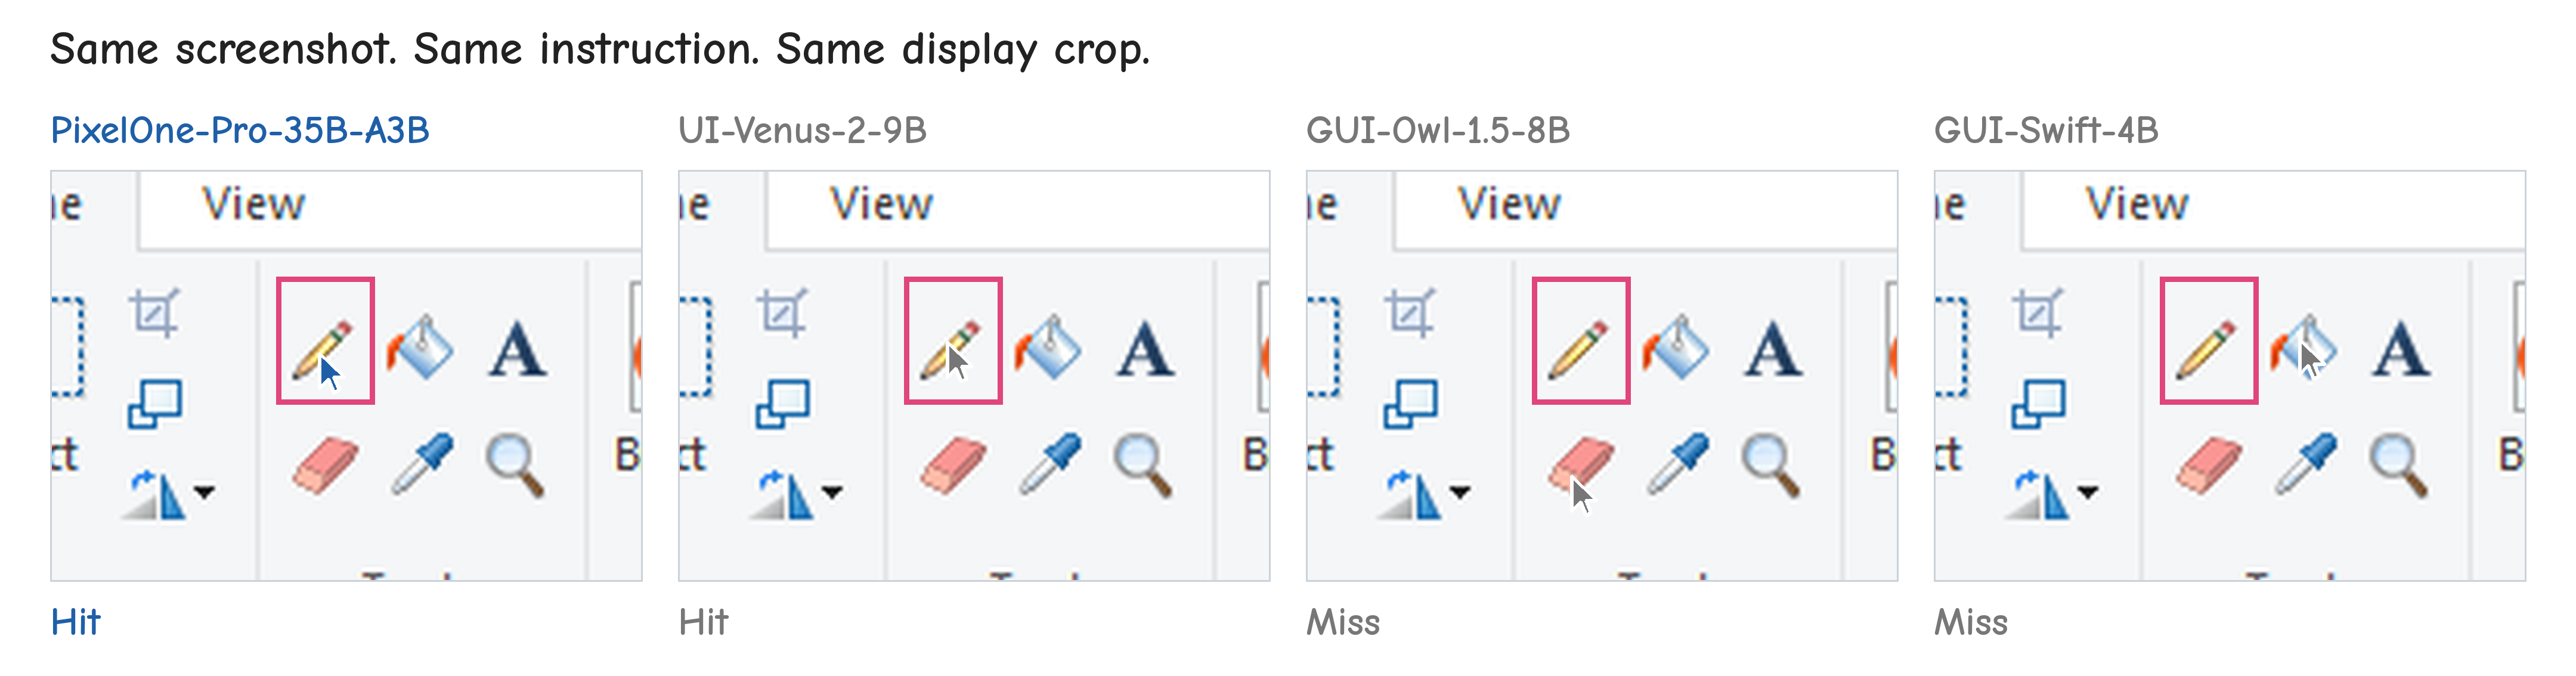 Same screenshot. Same instruction. Same display crop.
PixelOne-Pro-35B-A3B
UI-Venus-2-9B
GUI-Owl-1.5-8B
GUI-Swift-4B
View
View
View
View
A
A
A
A
Hit
Hit
Miss
Miss